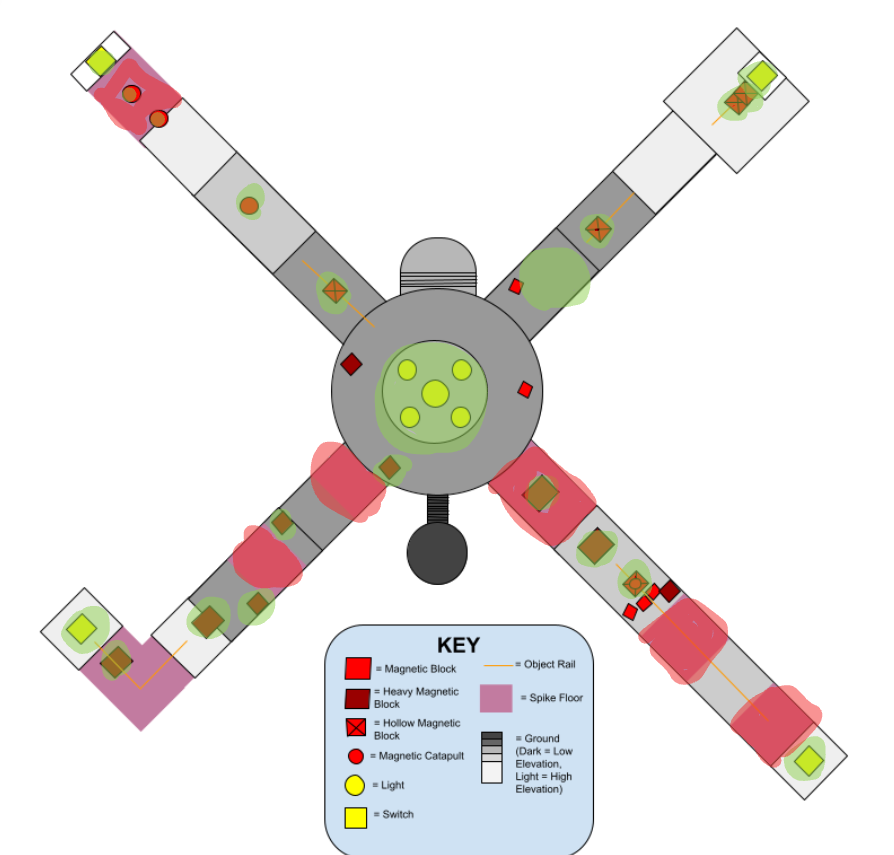 KEY
= Magnetic Block
= Object Rail
= Heavy Magnetic
Block
= Spike Floor
= Hollow Magnetic
Block
= Magnetic Catapult
= Ground
(Dark = Low
Elevation,
Light = High
Elevation)
= Light
= Switch